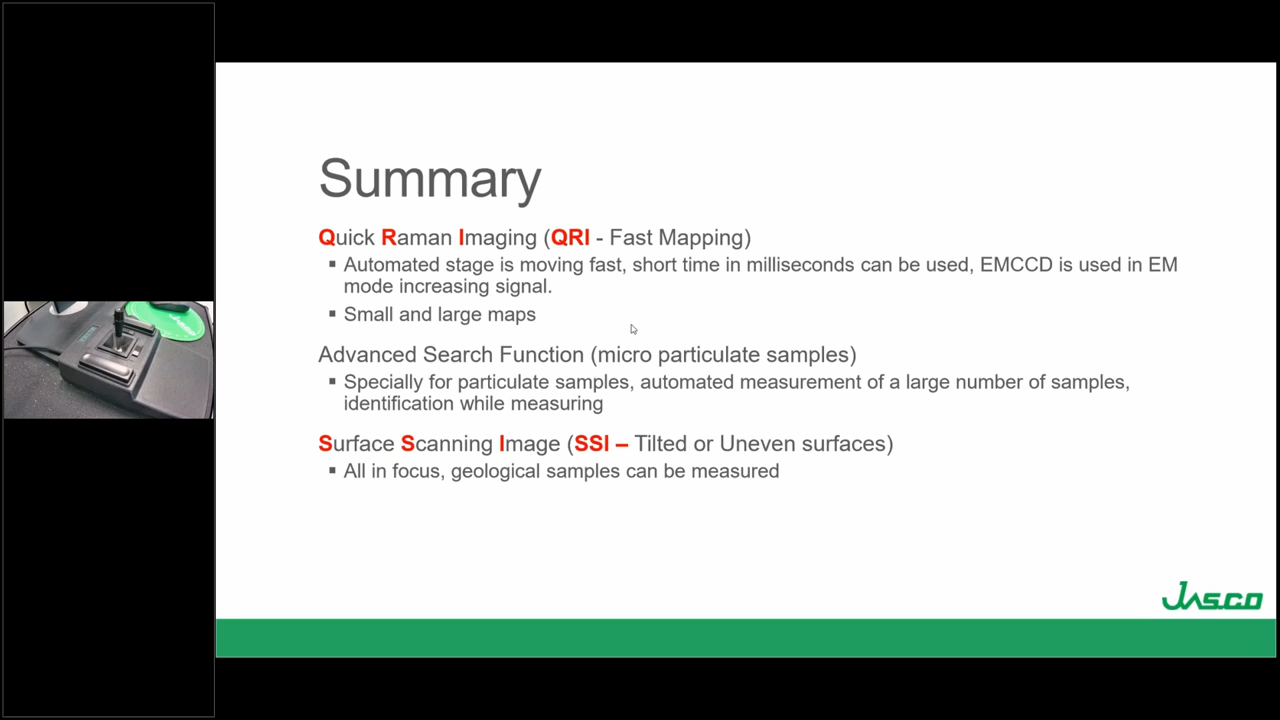 Summary
Quick Raman Imaging (QRI - Fast Mapping)
▪ Automated stage is moving fast, short time in milliseconds can be used, EMCCD is used in EM
mode increasing signal.
▪ Small and large maps
Advanced Search Function (micro particulate samples)
▪ Specially for particulate samples, automated measurement of a large number of samples,
identification while measuring
Surface Scanning Image (SSI – Tilted or Uneven surfaces)
▪ All in focus, geological samples can be measured
JASCO